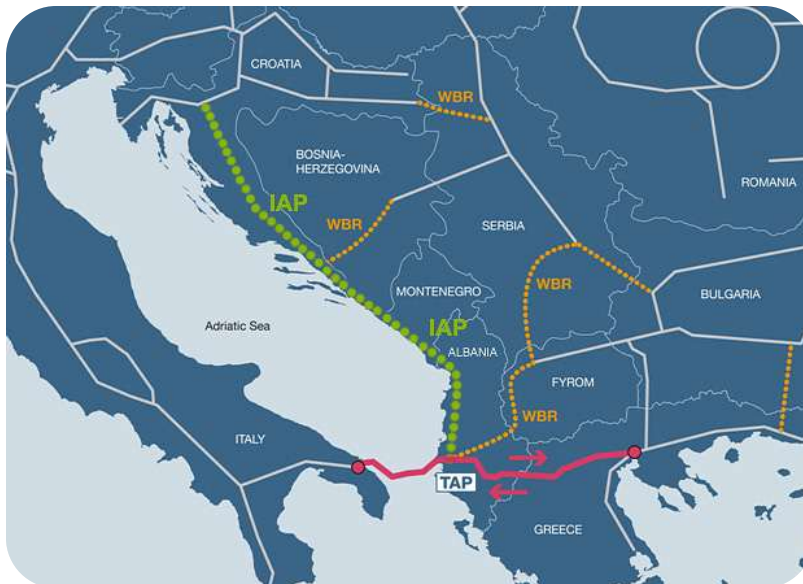 CROATIA
WBR
BOSNIA-
HERZEGOVINA
ROMANIA
IAP
WBR
SERBIA
WBR
MONTENEGRO
BULGARIA
Adriatic Sea
IAP
ALBANIA
FYROM
WBR
ITALY
TAP
GREECE